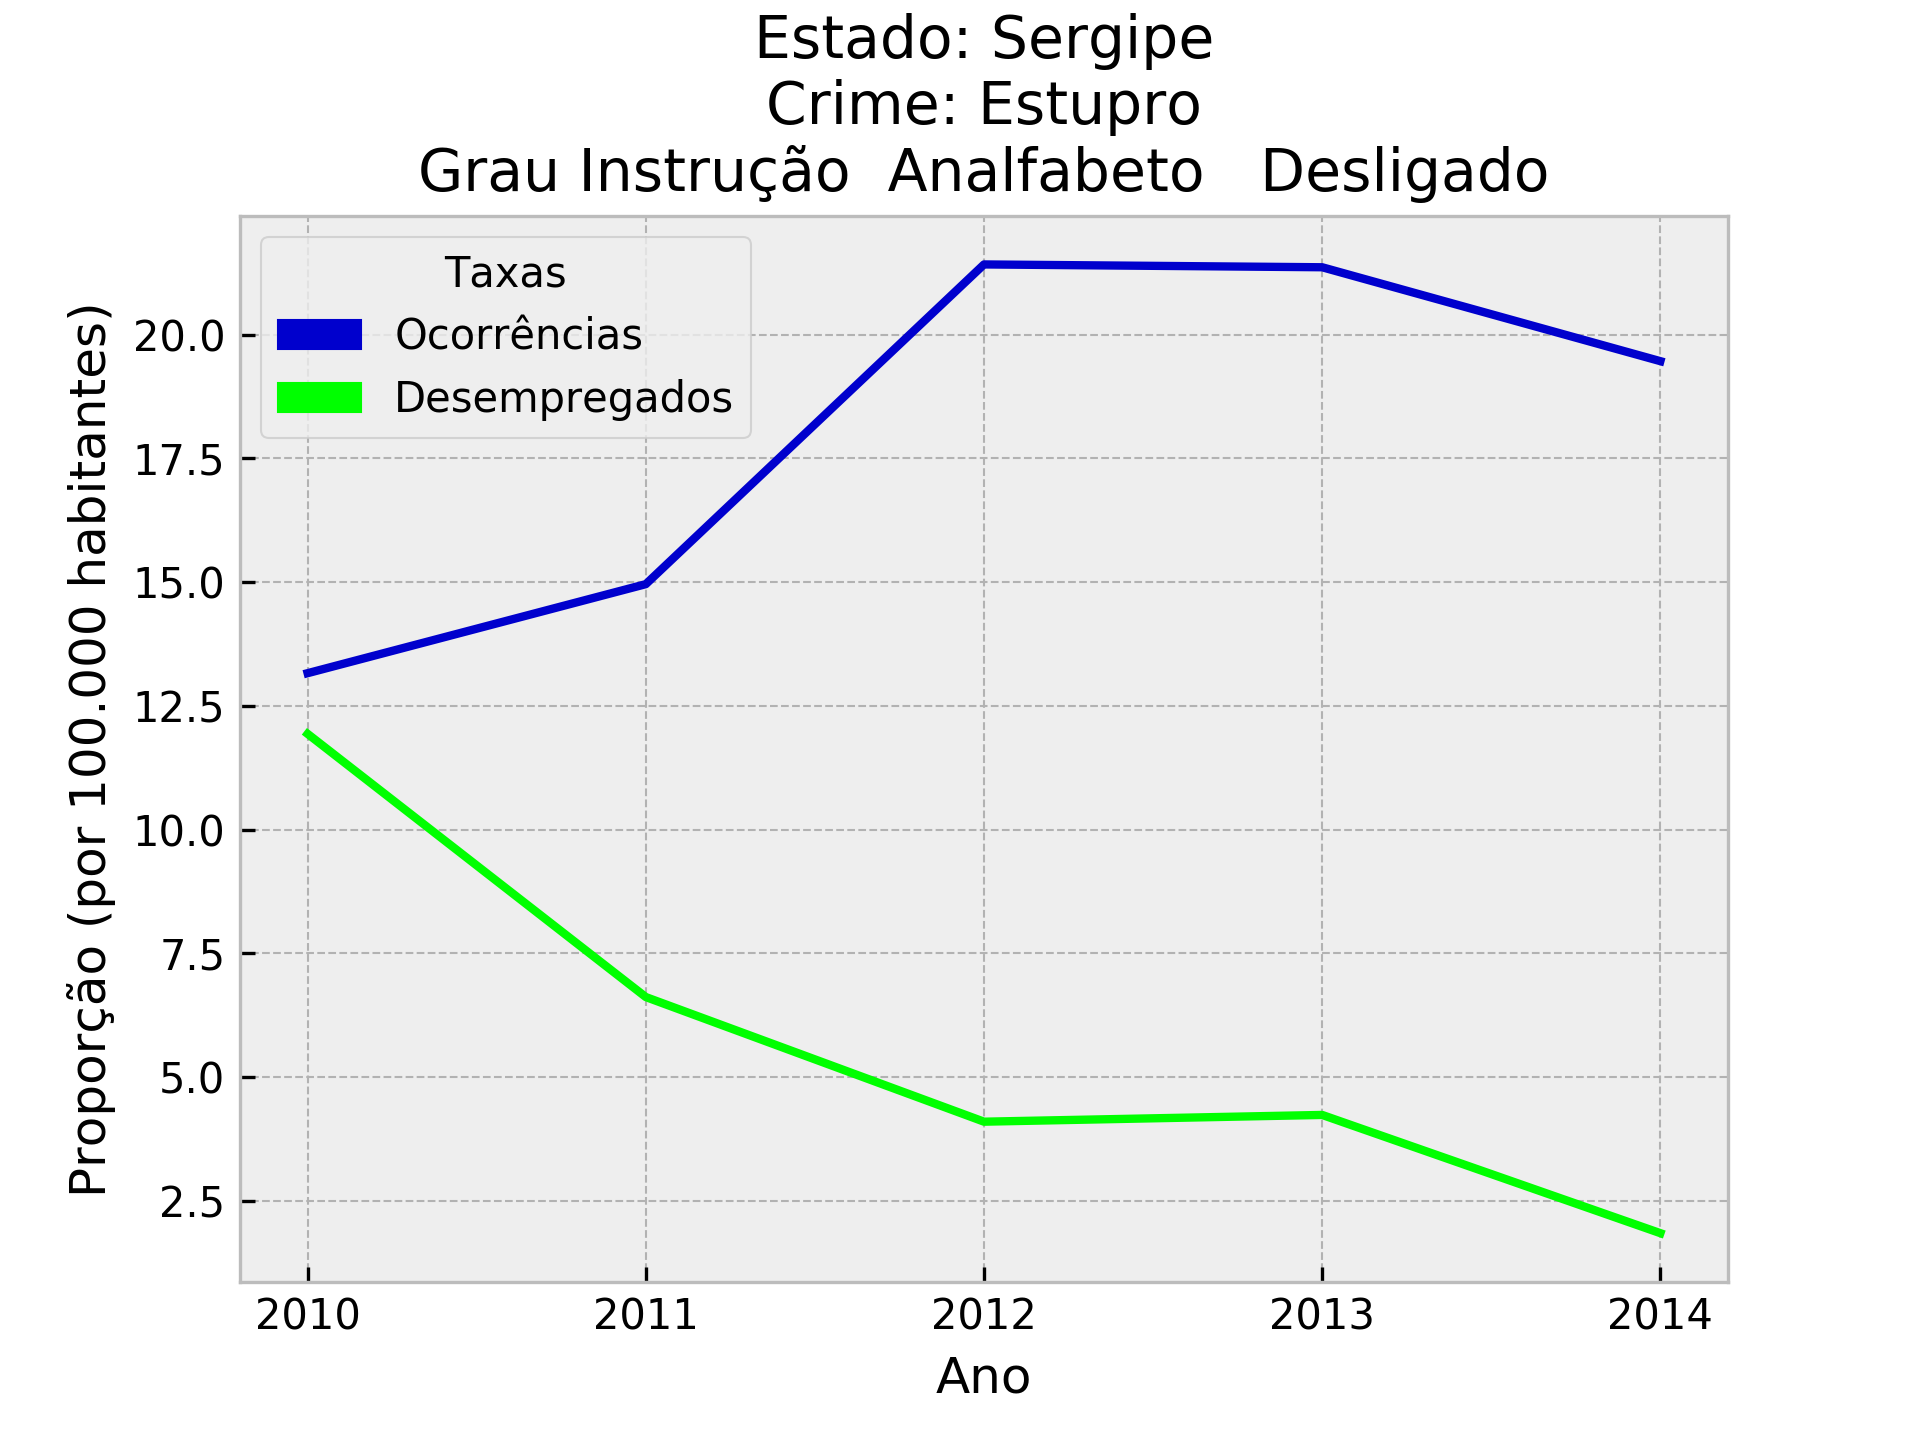 Estado: Sergipe
Crime: Estupro
Grau Instrução  Analfabeto   Desligado
Taxas
Ocorrências
Desempregados
Proporção (por 100.000 habitantes)
20.0
17.5
15.0
12.5
10.0
7.5
5.0
2.5
2010 2011 2012 2013 2014
Ano